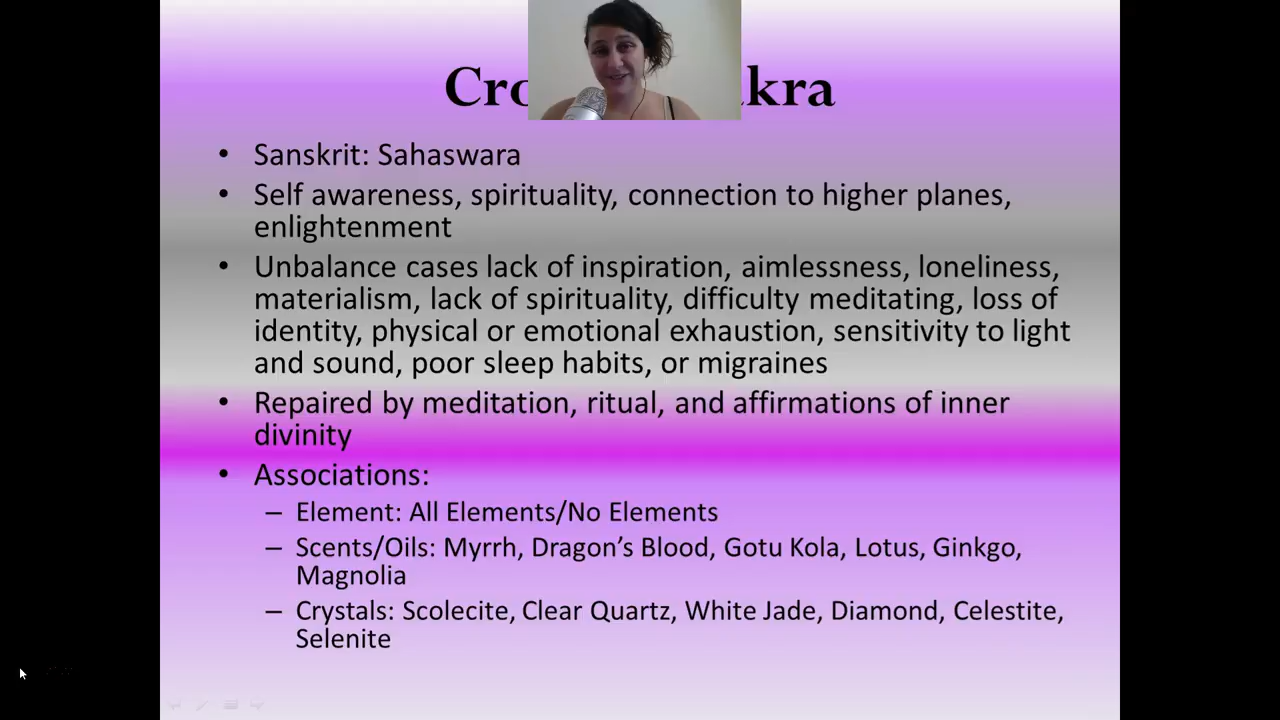 Cro kra
• Sanskrit: Sahaswara
• Self awareness, spirituality, connection to higher planes,
enlightenment
• Unbalance cases lack of inspiration, aimlessness, loneliness,
materialism, lack of spirituality, difficulty meditating, loss of
identity, physical or emotional exhaustion, sensitivity to light
and sound, poor sleep habits, or migraines
• Repaired by meditation, ritual, and affirmations of inner
divinity
• Associations:
– Element: All Elements/No Elements
– Scents/Oils: Myrrh, Dragon’s Blood, Gotu Kola, Lotus, Ginkgo,
Magnolia
– Crystals: Scolecite, Clear Quartz, White Jade, Diamond, Celestite,
Selenite